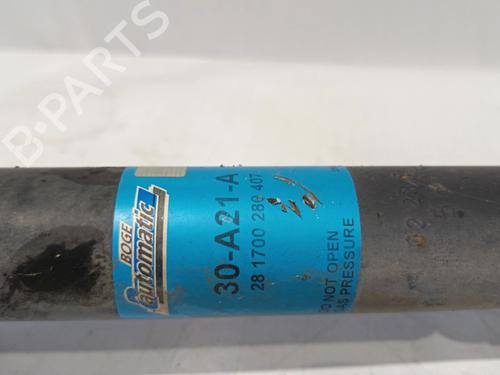 B-PARTS
BOGE
automatic
30-A21-A
28 1700 280 407
DO NOT OPEN
GAS PRESSURE